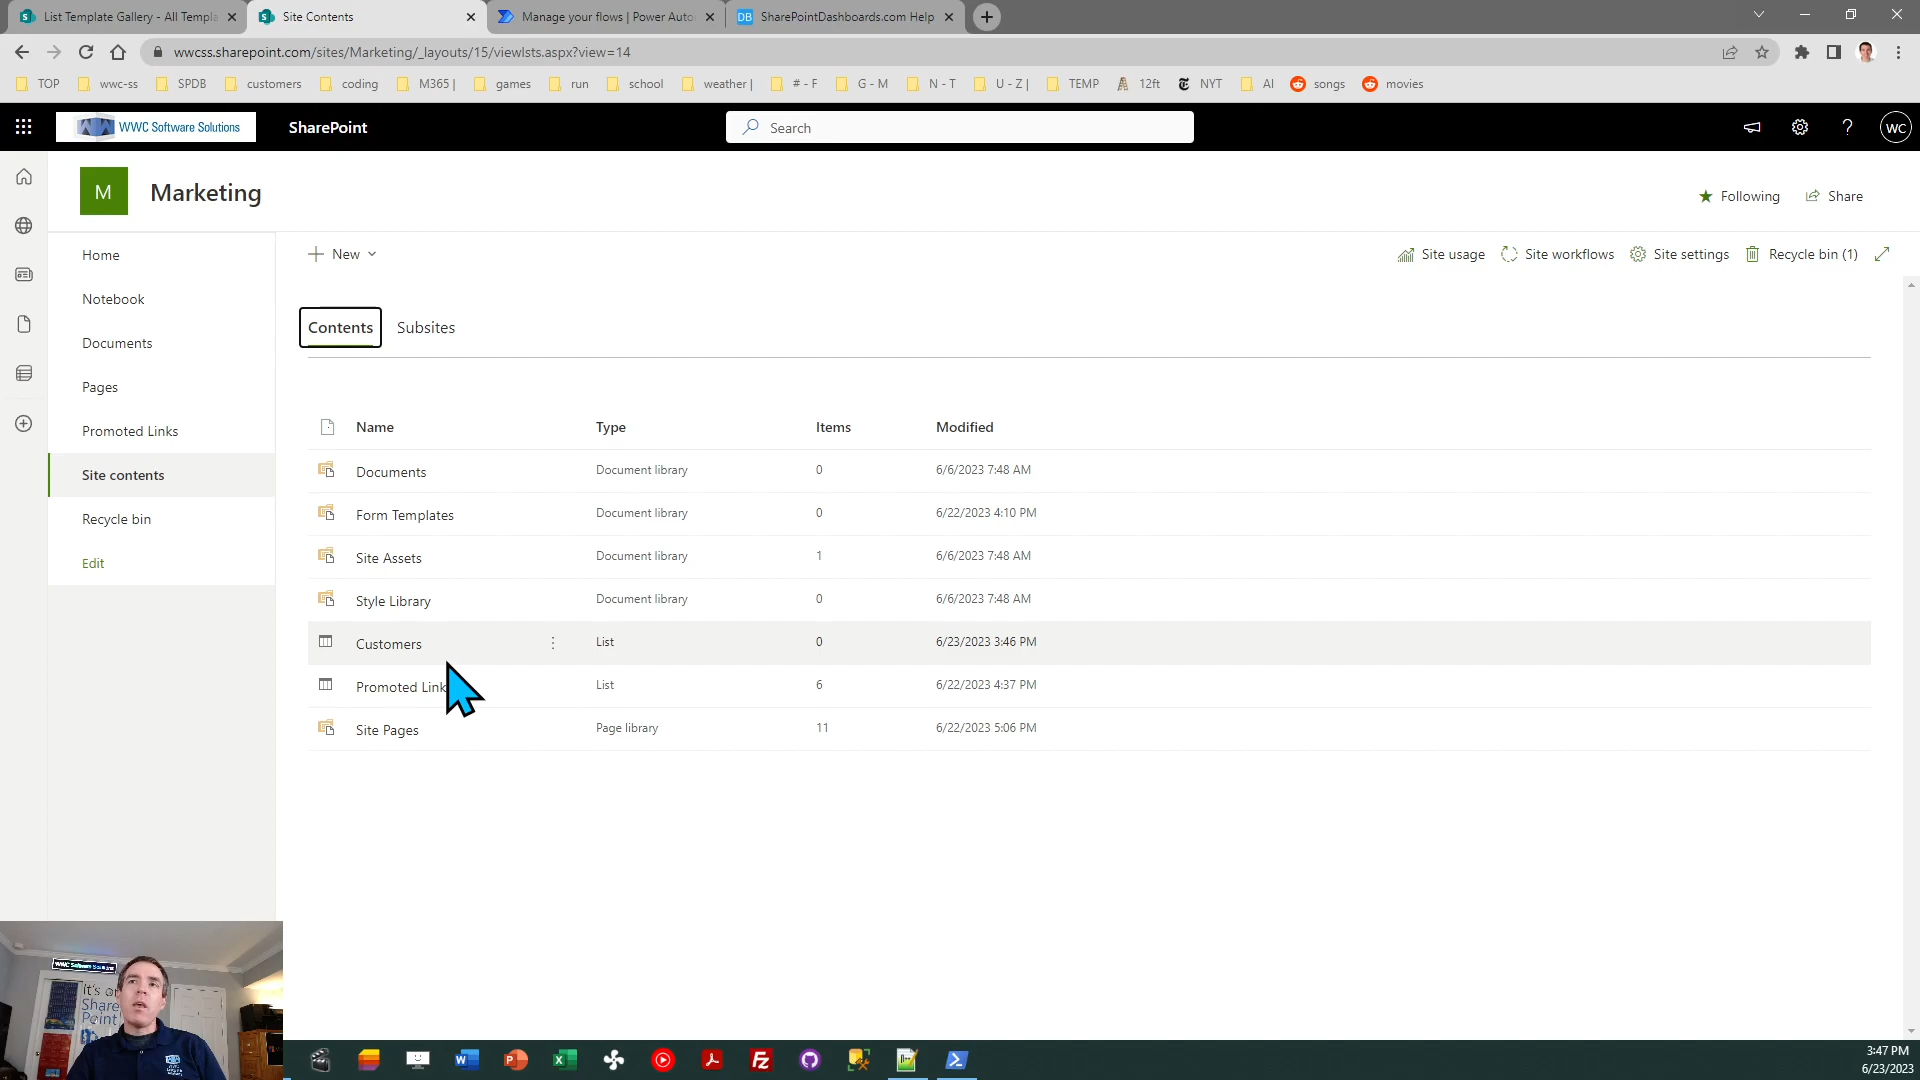 List Template Gallery - All Templa
Site Contents
Manage your flows | Power Auto
DB SharePointDashboards.com Help
wwcss.sharepoint.com/sites/Marketing/_layouts/15/viewlsts.aspx?view=14
TOP wwc-ss SPDB customers coding M365 | games run school weather | # - F G - M N - T U - Z | TEMP 12ft NYT AI songs movies
WWC Software Solutions SharePoint
Search
WC
M Marketing
Following Share
Home
Notebook
Documents
Pages
Promoted Links
Site contents
Recycle bin
Edit
New
Site usage Site workflows Site settings Recycle bin (1)
Contents Subsites
Name Type Items Modified
Documents Document library 0 6/6/2023 7:48 AM
Form Templates Document library 0 6/22/2023 4:10 PM
Site Assets Document library 1 6/6/2023 7:48 AM
Style Library Document library 0 6/6/2023 7:48 AM
Customers List 0 6/23/2023 3:46 PM
Promoted Link List 6 6/22/2023 4:37 PM
Site Pages Page library 11 6/22/2023 5:06 PM
It's
Share
Point
3:47 PM
6/23/2023